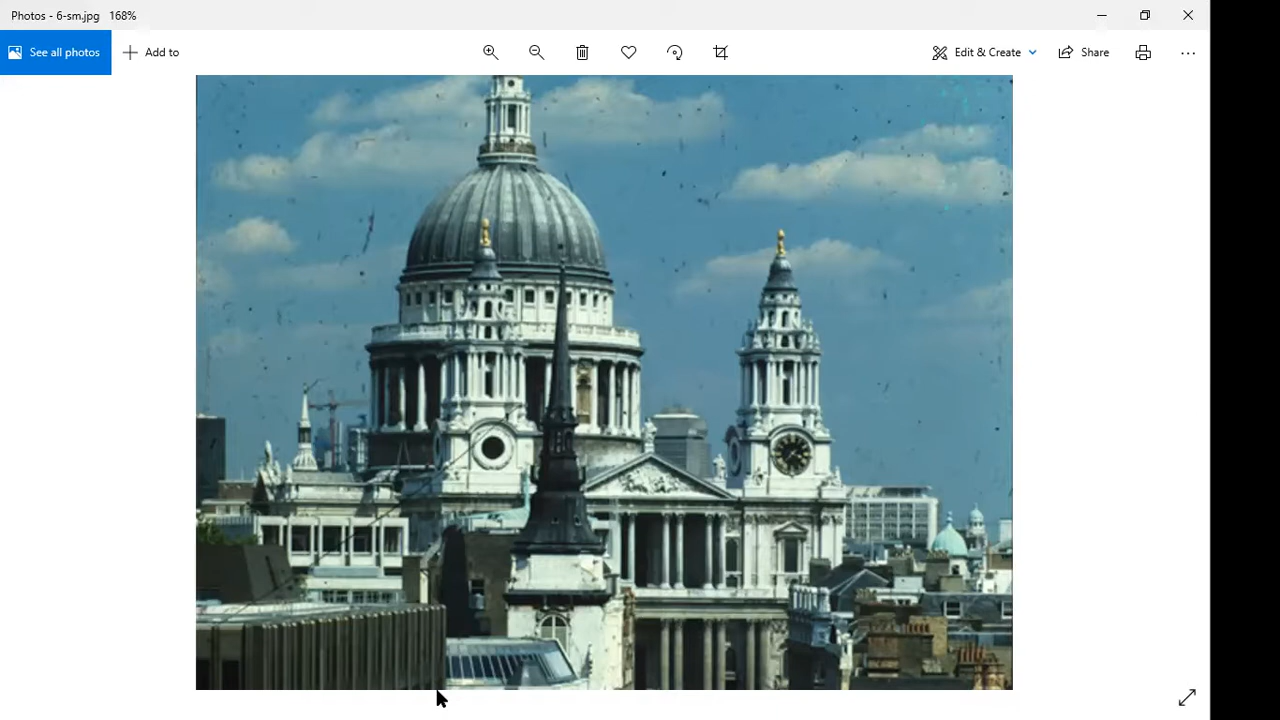 Photos - 6-sm.jpg 168%
See all photos
Add to
Edit & Create
Share